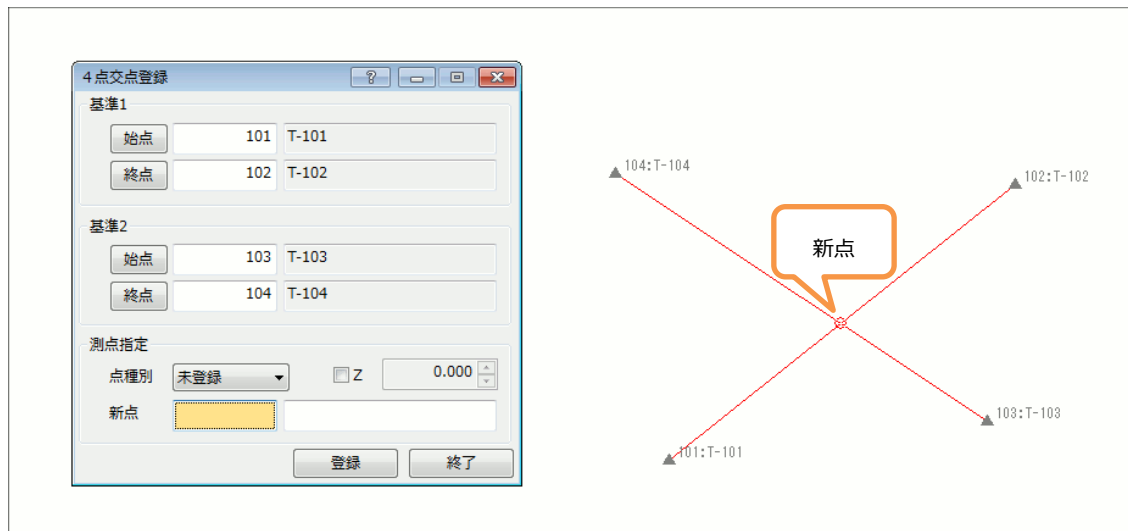 4点交点登録
基準1
始点 101 T-101
終点 102 T-102
基準2
始点 103 T-103
終点 104 T-104
測点指定
点種別 未登録 Z 0.000
新点
登録 終了
104:T-104
102:T-102
新点
103:T-103
101:T-101